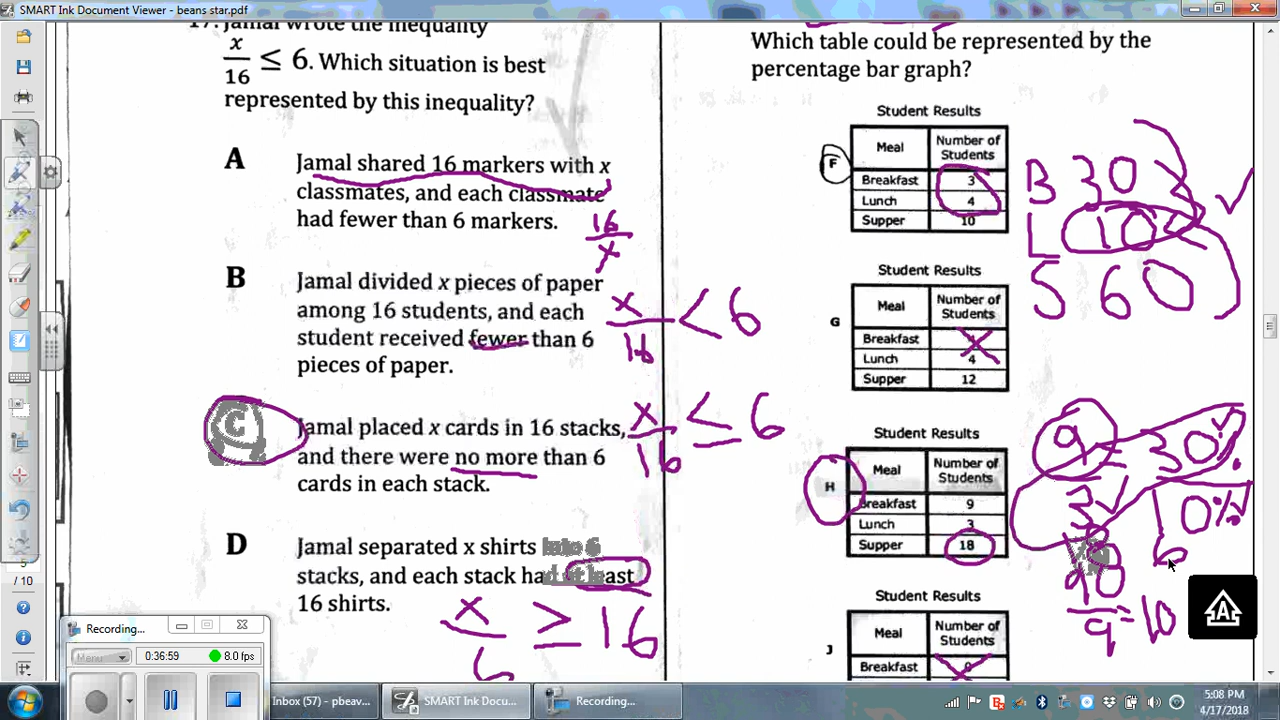 SMART Ink Document Viewer - beans star.pdf
17. Jamal wrote the inequality
x/16 ≤ 6. Which situation is best
represented by this inequality?
A
Jamal shared 16 markers with x
classmates, and each classmate
had fewer than 6 markers.
16/x
B
Jamal divided x pieces of paper
among 16 students, and each
student received fewer than 6
pieces of paper.
x/16 < 6
C
Jamal placed x cards in 16 stacks,
and there were no more than 6
cards in each stack.
x/16 ≤ 6
D
Jamal separated x shirts into 6
stacks, and each stack had at least
16 shirts.
x/6 ≥ 16
Which table could be represented by the
percentage bar graph?
Student Results
F
Meal Number of Students
Breakfast 3
Lunch 4
Supper 10
B 30
L 10
S 60
Student Results
G
Meal Number of Students
Breakfast
Lunch 4
Supper 12
Student Results
H
Meal Number of Students
Breakfast 9
Lunch 3
Supper 18
9 = 30%
3 10%
90/9 = 10
Student Results
J
Meal Number of Students
Breakfast
5
/ 10
Recording...
Menu
0:36:59
8.0 fps
A
Inbox (57) - pbeav...
SMART Ink Docu...
Recording...
5:08 PM
4/17/2018